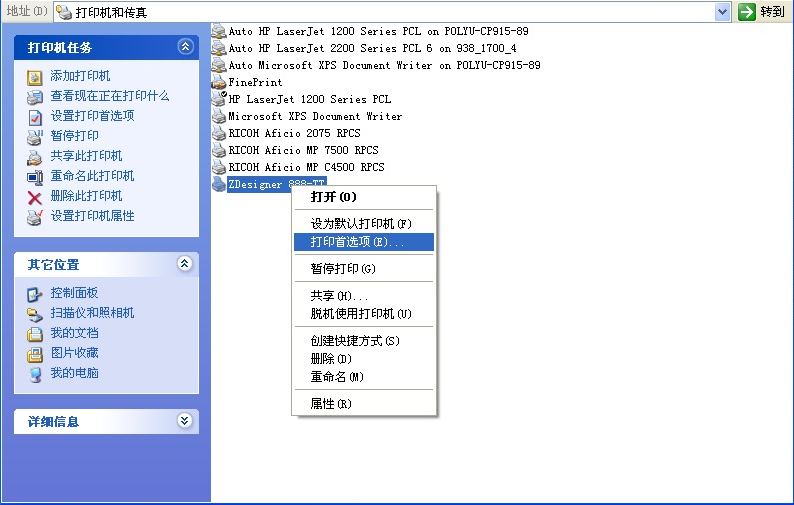 地址(D) 打印机和传真 转到
打印机任务
添加打印机
查看现在正在打印什么
设置打印首选项
暂停打印
共享此打印机
重命名此打印机
删除此打印机
设置打印机属性
其它位置
控制面板
扫描仪和照相机
我的文档
图片收藏
我的电脑
详细信息
Auto HP LaserJet 1200 Series PCL on POLYU-CP915-89
Auto HP LaserJet 2200 Series PCL 6 on 938_1700_4
Auto Microsoft XPS Document Writer on POLYU-CP915-89
FinePrint
HP LaserJet 1200 Series PCL
Microsoft XPS Document Writer
RICOH Aficio 2075 RPCS
RICOH Aficio MP 7500 RPCS
RICOH Aficio MP C4500 RPCS
ZDesigner 888-TT
打开(O)
设为默认打印机(F)
打印首选项(E)...
暂停打印(G)
共享(H)...
脱机使用打印机(U)
创建快捷方式(S)
删除(D)
重命名(M)
属性(R)